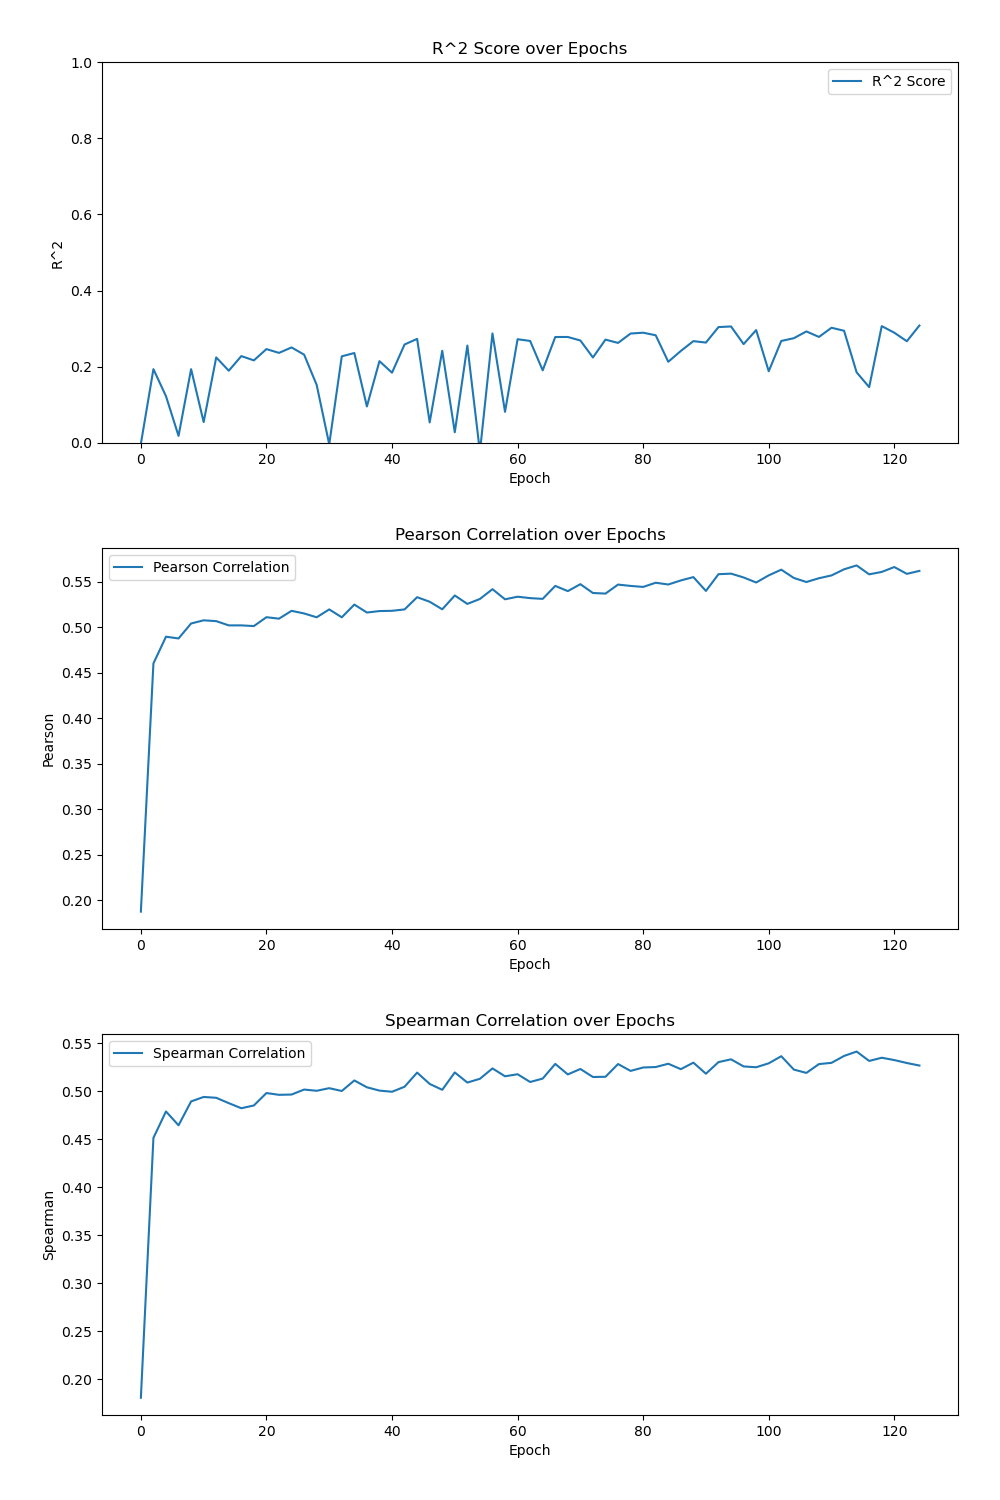 R^2 Score over Epochs
1.0
R^2 Score
0.8
0.6
R^2
0.4
0.2
0.0
0 20 40 60 80 100 120
Epoch
Pearson Correlation over Epochs
Pearson Correlation
0.55
0.50
0.45
0.40
Pearson
0.35
0.30
0.25
0.20
0 20 40 60 80 100 120
Epoch
Spearman Correlation over Epochs
Spearman Correlation
0.55
0.50
0.45
0.40
0.35
Spearman
0.30
0.25
0.20
0 20 40 60 80 100 120
Epoch